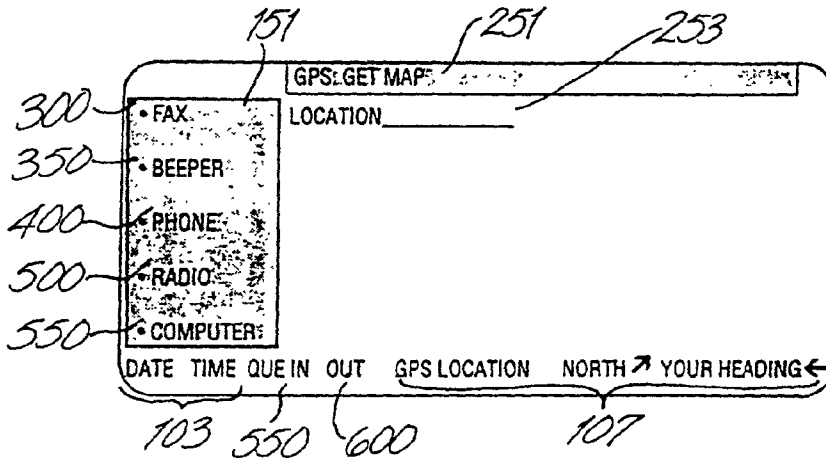 151 251 253
GPS: GET MAPS
300 • FAX LOCATION
350 • BEEPER
400 • PHONE
500 • RADIO
550 • COMPUTER
DATE TIME QUE IN OUT GPS LOCATION NORTH ↗ YOUR HEADING ←
103 550 600 107